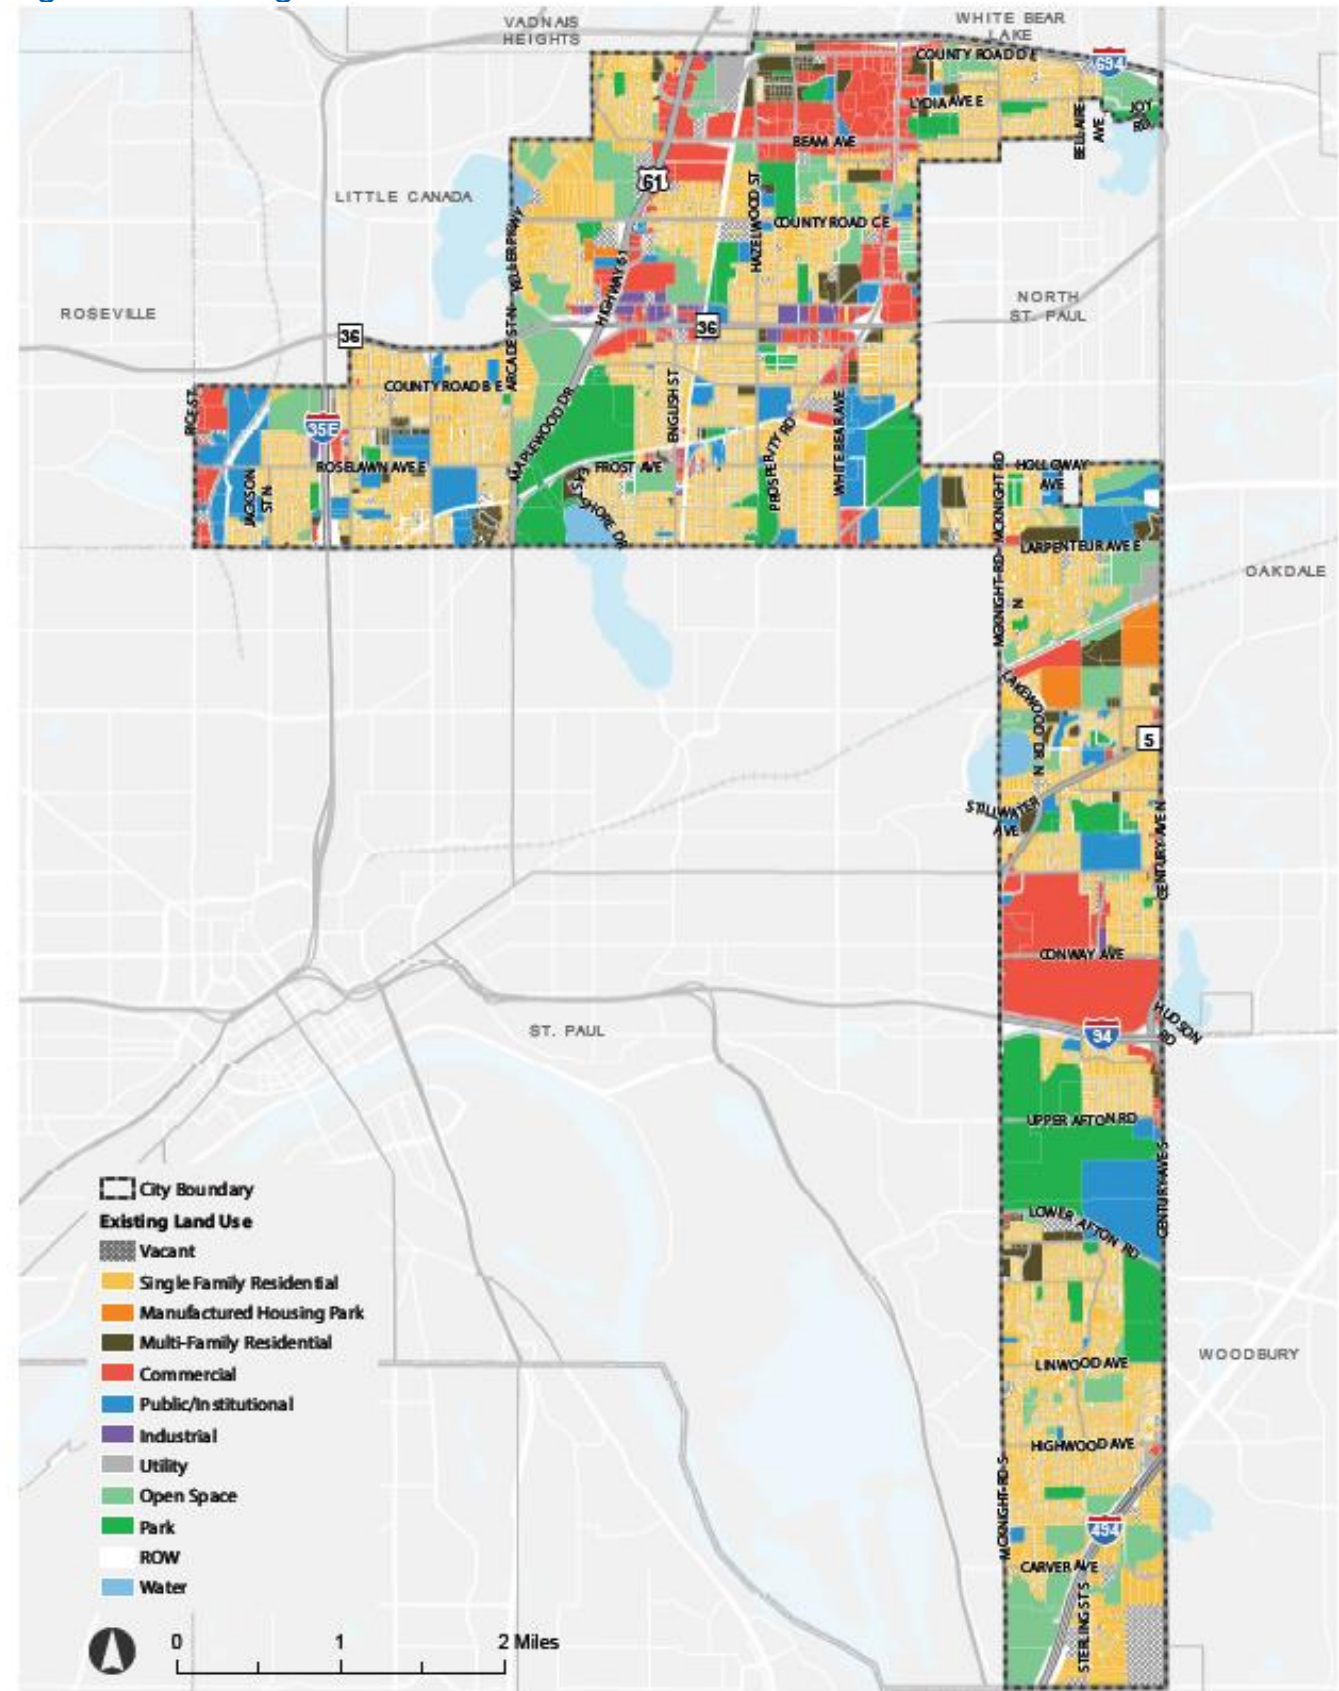 VADNAIS
HEIGHTS
WHITE BEAR
LAKE
COUNTY ROAD D E
694
LYDIA AVE E
JOY
RD
BELLAIRE
AVE
BEAM AVE
LITTLE CANADA
61
HAZELWOOD ST
COUNTY ROAD C E
KELLER PKWY
HIGHWAY 61
ROSEVILLE
NORTH
ST. PAUL
36
36
ARCADE ST N
COUNTY ROAD B E
RICE ST
35E
MAPLEWOOD DR
ENGLISH ST
PROSPERITY RD
WHITE BEAR AVE
ROSELAWN AVE E
FROST AVE
EAST SHORE DR
JACKSON
ST N
MCKNIGHT RD
HOLLOWAY
AVE
LARPENTEUR AVE E
MCKNIGHT RD
N
OAKDALE
LAKEWOOD DR N
5
STILLWATER
AVE
CENTURY AVE N
CONWAY AVE
HUDSON
RD
94
ST. PAUL
UPPER AFTON RD
CENTURY AVE S
LOWER AFTON RD
WOODBURY
LINWOOD AVE
HIGHWOOD AVE
MCKNIGHT RD S
494
CARVER AVE
STERLING ST S
City Boundary
Existing Land Use
Vacant
Single Family Residential
Manufactured Housing Park
Multi-Family Residential
Commercial
Public/Institutional
Industrial
Utility
Open Space
Park
ROW
Water
0 1 2 Miles